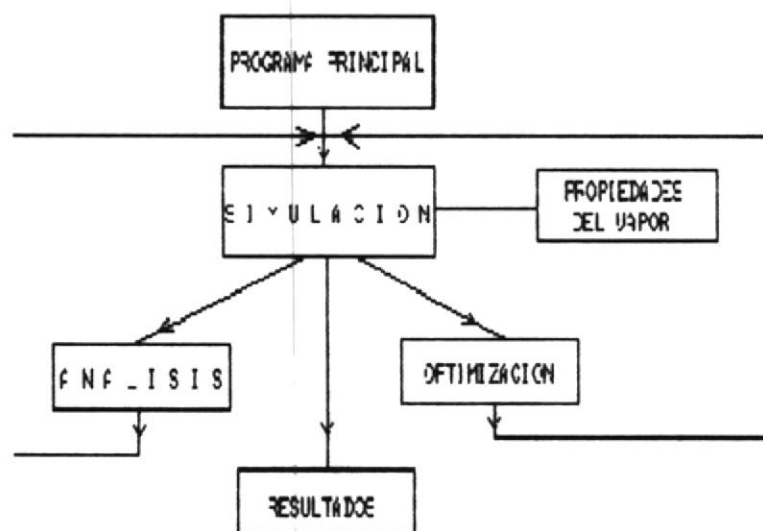 PROGRAMA PRINCIPAL
SIMULACION
PROPIEDADES
DEL VAPOR
ANALISIS
OPTIMIZACION
RESULTADOS